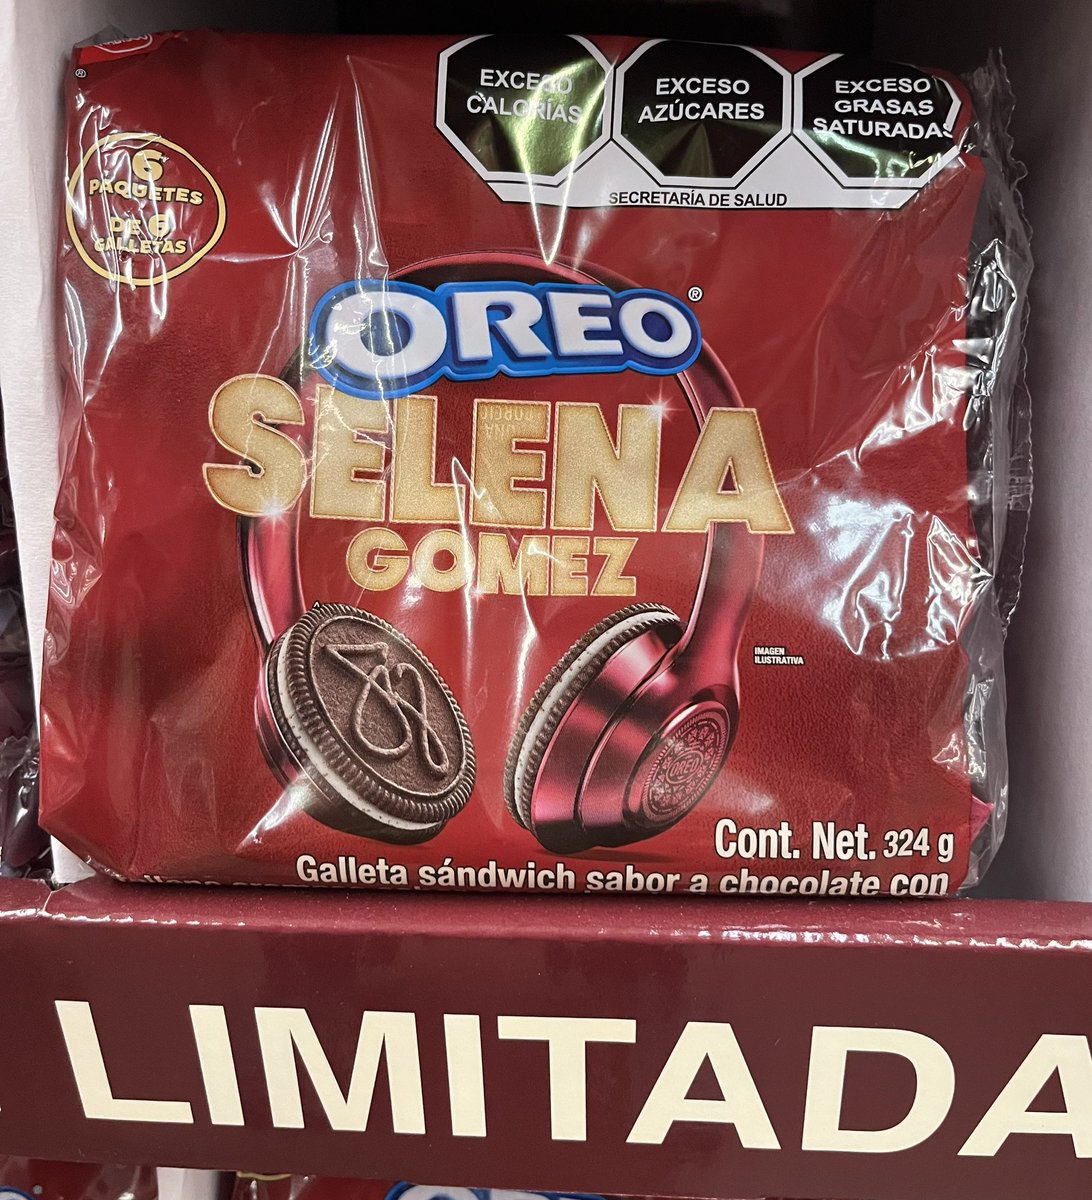 EXCESO
CALORÍAS
EXCESO
AZÚCARES
EXCESO
GRASAS
SATURADAS
SECRETARÍA DE SALUD
6
PAQUETES
DE 6
GALLETAS
OREO®
SELENA
GOMEZ
IMAGEN
ILUSTRATIVA
OREO
Cont. Net. 324 g
Galleta sándwich sabor a chocolate con
LIMITADA